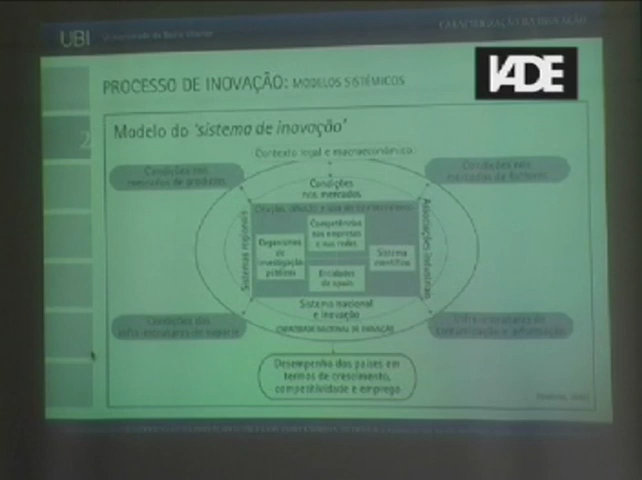 UBI
IADE
PROCESSO DE INOVAÇÃO: MODELOS SISTÉMICOS
2
Modelo do 'sistema de inovação'
Contexto legal e macroeconómico
Condições nos
mercados de produtos
Condições nos
mercados de
Condições
nos mercados
Competências
nas empresas
e suas redes
Sistemas regionais
Organismos
de
investigação
públicos
Sistema
científico
Associações industriais
Entidades
de apoio
Sistema nacional
e inovação
CAPACIDADE NACIONAL DE INOVAÇÃO
Condições das
infra-estruturas de suporte
Infra-estruturas de
comunicação e informação
Desempenho dos países em
termos de crescimento,
competitividade e emprego